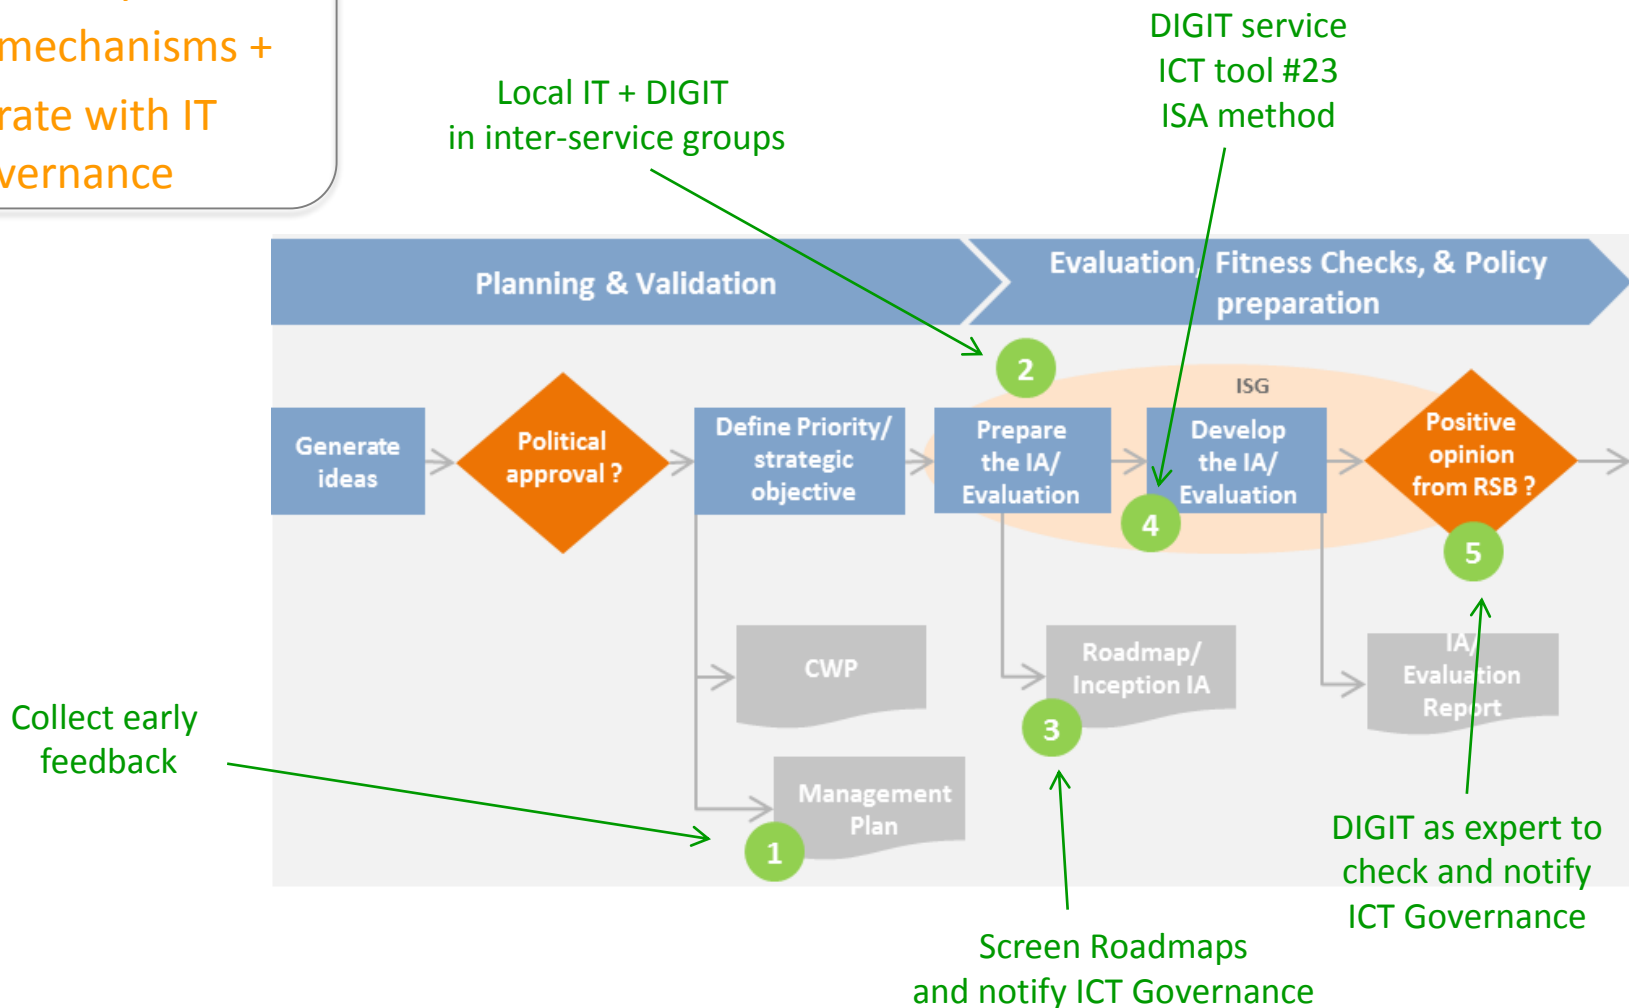 mechanisms +
rate with IT
vernance
Local IT + DIGIT
in inter-service groups
DIGIT service
ICT tool #23
ISA method
Planning & Validation
Evaluation, Fitness Checks, & Policy
preparation
2
ISG
Generate
ideas
Political
approval ?
Define Priority/
strategic
objective
Prepare
the IA/
Evaluation
Develop
the IA/
Evaluation
Positive
opinion
from RSB ?
4
5
CWP
Roadmap/
Inception IA
IA/
Evaluation
Report
3
Collect early
feedback
Management
Plan
1
DIGIT as expert to
check and notify
ICT Governance
Screen Roadmaps
and notify ICT Governance